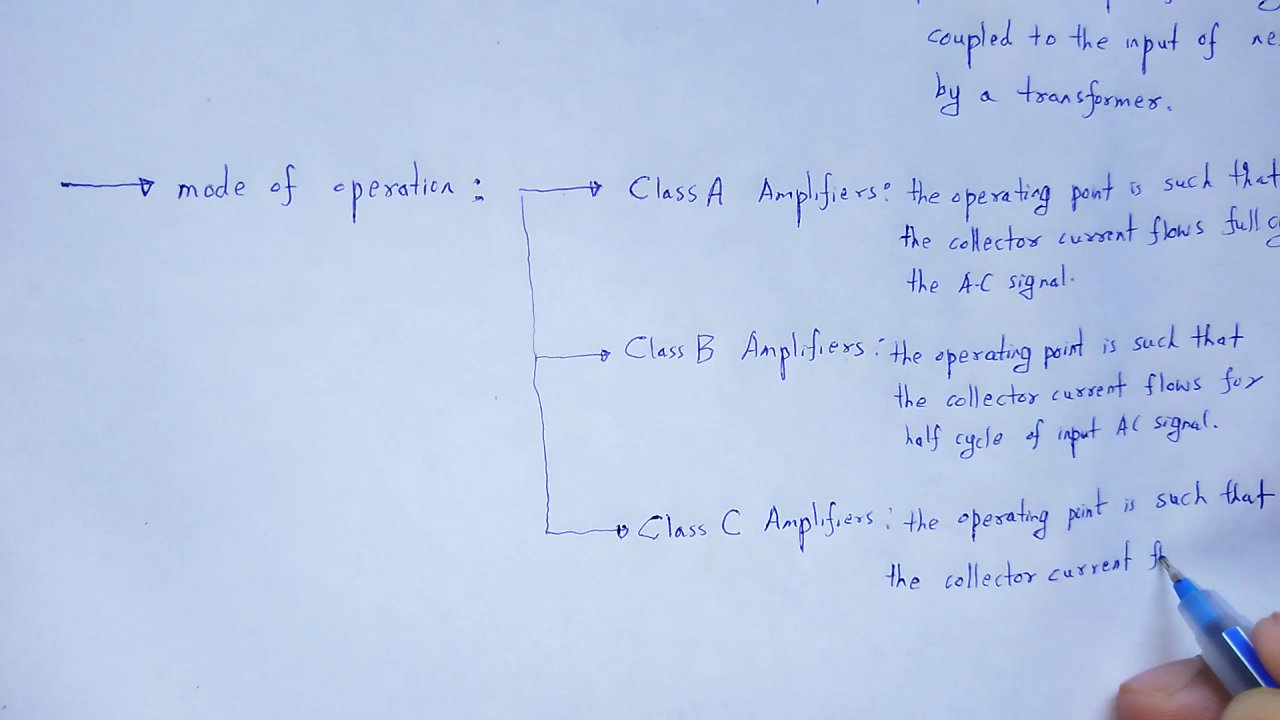 coupled to the input of ne
by a transformer.
mode of operation :
Class A Amplifiers: the operating point is such that
the collector current flows full
the A-C signal.
Class B Amplifiers : the operating point is such that
the collector current flows for
half cycle of input AC signal.
Class C Amplifiers : the operating point is such that
the collector current